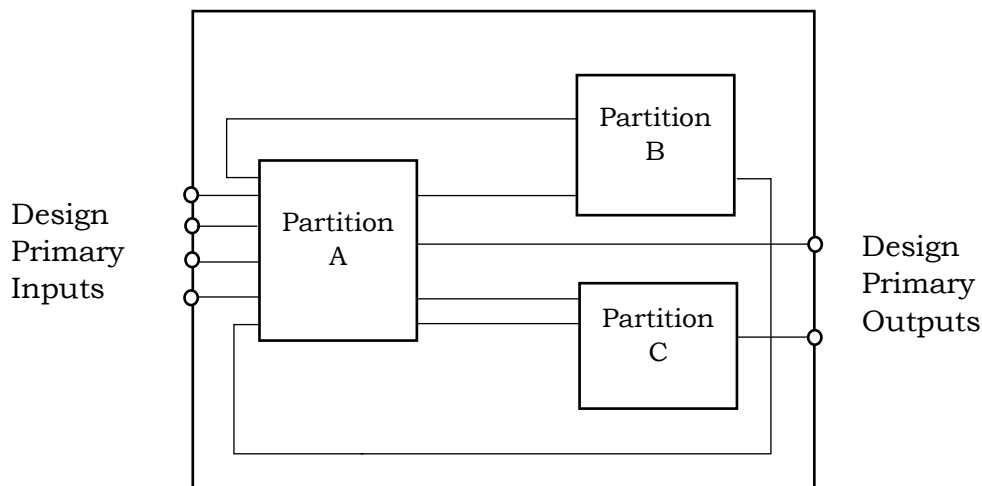 Design
Primary
Inputs
Partition
A
Partition
B
Partition
C
Design
Primary
Outputs